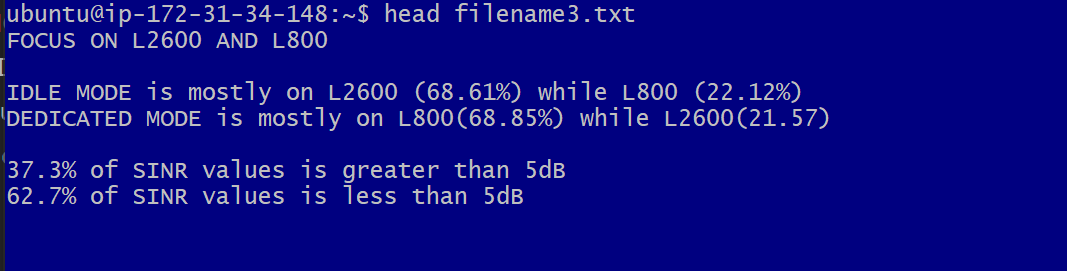 ubuntu@ip-172-31-34-148:~$ head filename3.txt
FOCUS ON L2600 AND L800
IDLE MODE is mostly on L2600 (68.61%) while L800 (22.12%)
DEDICATED MODE is mostly on L800(68.85%) while L2600(21.57)
37.3% of SINR values is greater than 5dB
62.7% of SINR values is less than 5dB